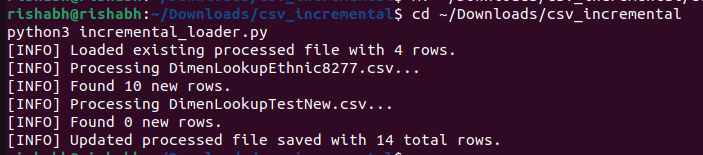 rishabh@rishabh:~/Downloads/csv_incremental$ cd ~/Downloads/csv_incremental
python3 incremental_loader.py
[INFO] Loaded existing processed file with 4 rows.
[INFO] Processing DimenLookupEthnic8277.csv...
[INFO] Found 10 new rows.
[INFO] Processing DimenLookupTestNew.csv...
[INFO] Found 0 new rows.
[INFO] Updated processed file saved with 14 total rows.